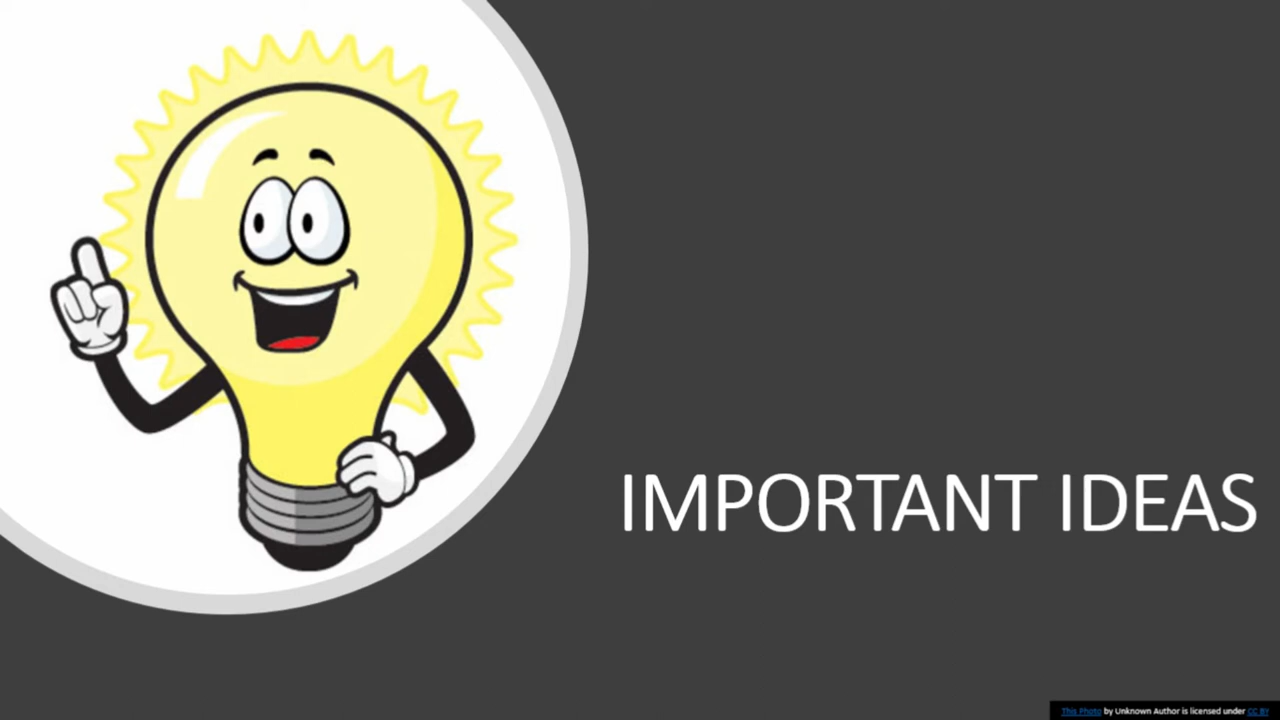 IMPORTANT IDEAS
This Photo by Unknown Author is licensed under CC BY